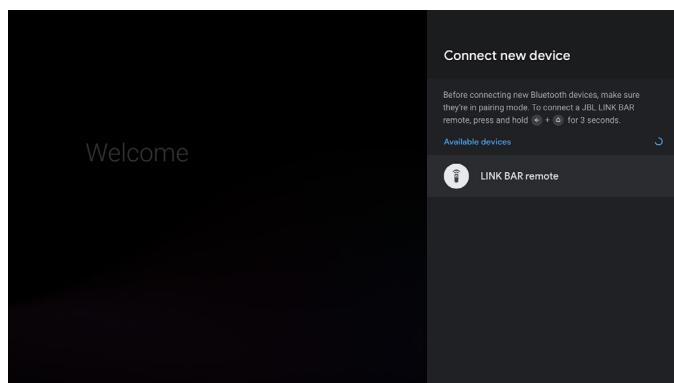 Connect new device
Before connecting new Bluetooth devices, make sure
they're in pairing mode. To connect a JBL LINK BAR
remote, press and hold + for 3 seconds.
Available devices
Welcome
LINK BAR remote